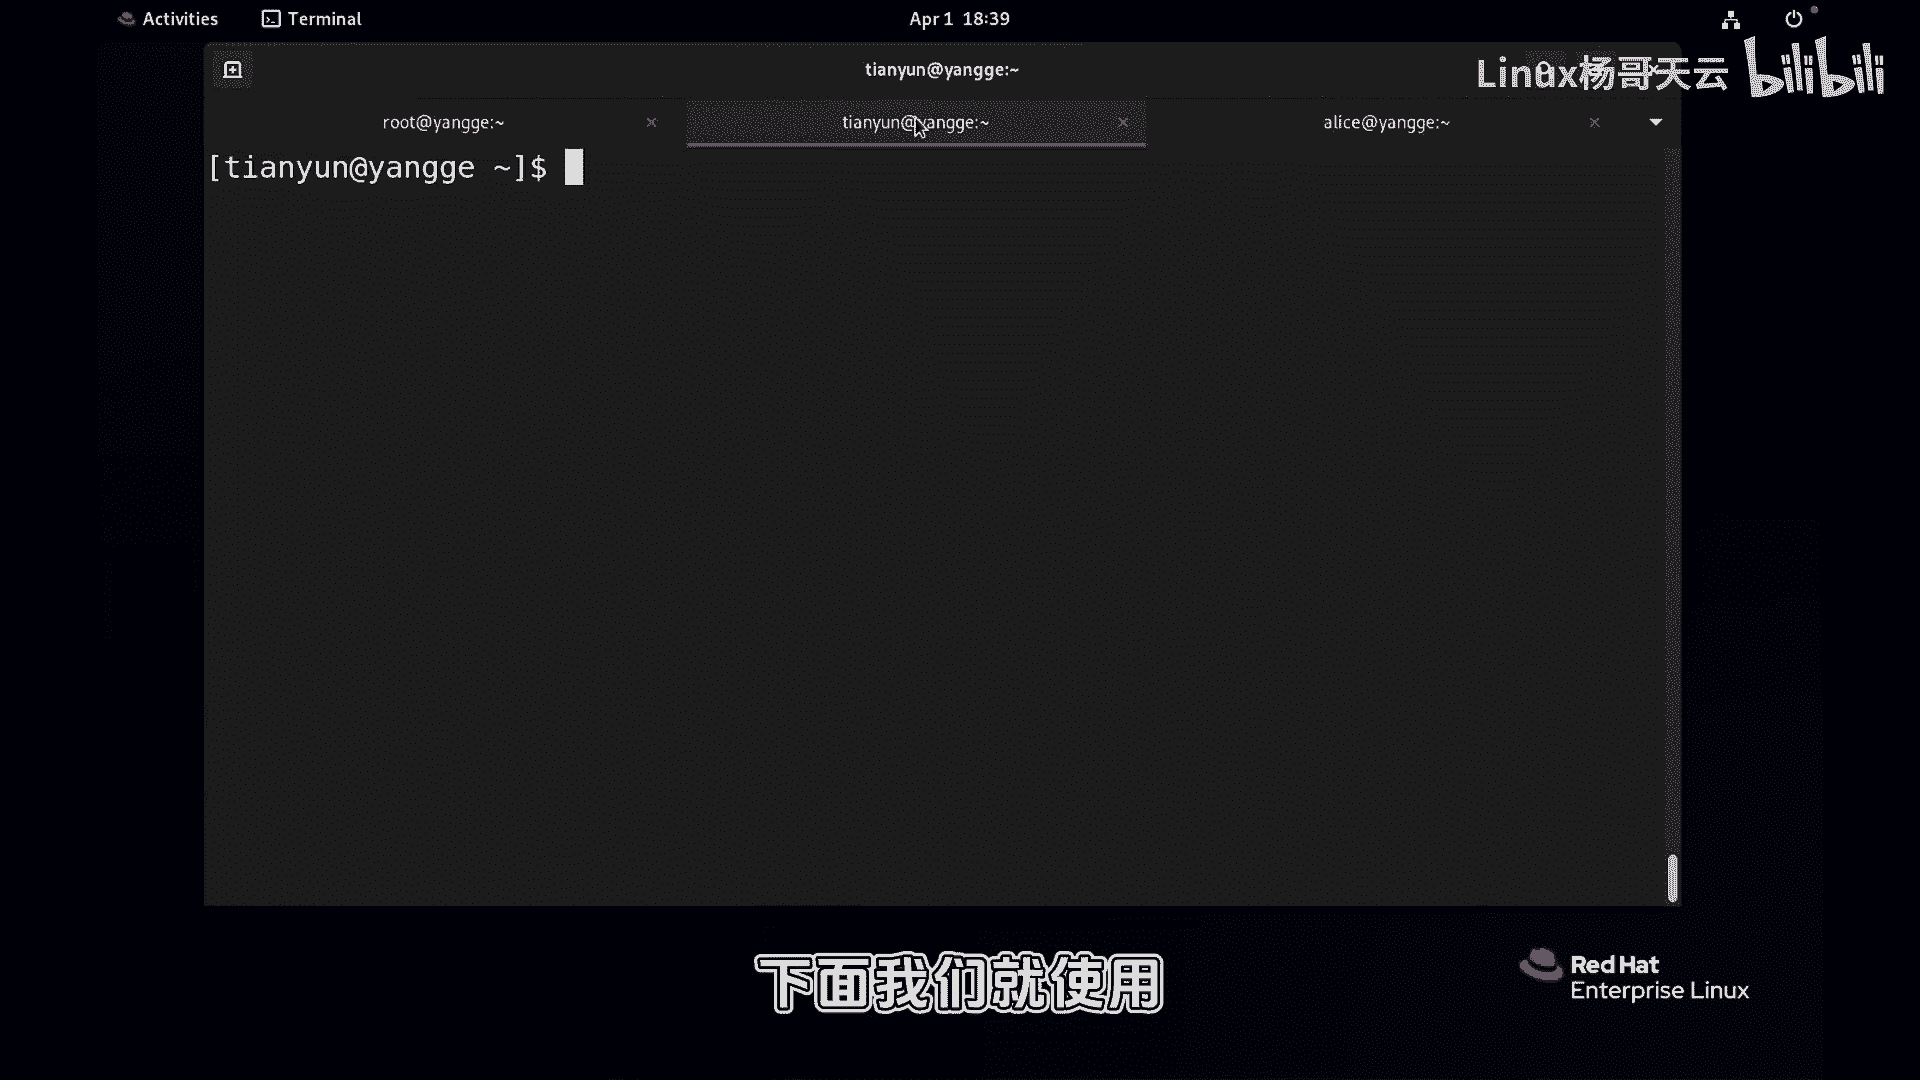 Activities Terminal Apr 1 18:39
tianyun@yangge:~
Linux杨哥天云 bilibili
root@yangge:~ tianyun@yangge:~ alice@yangge:~
[tianyun@yangge ~]$
下面我们就使用
Red Hat
Enterprise Linux